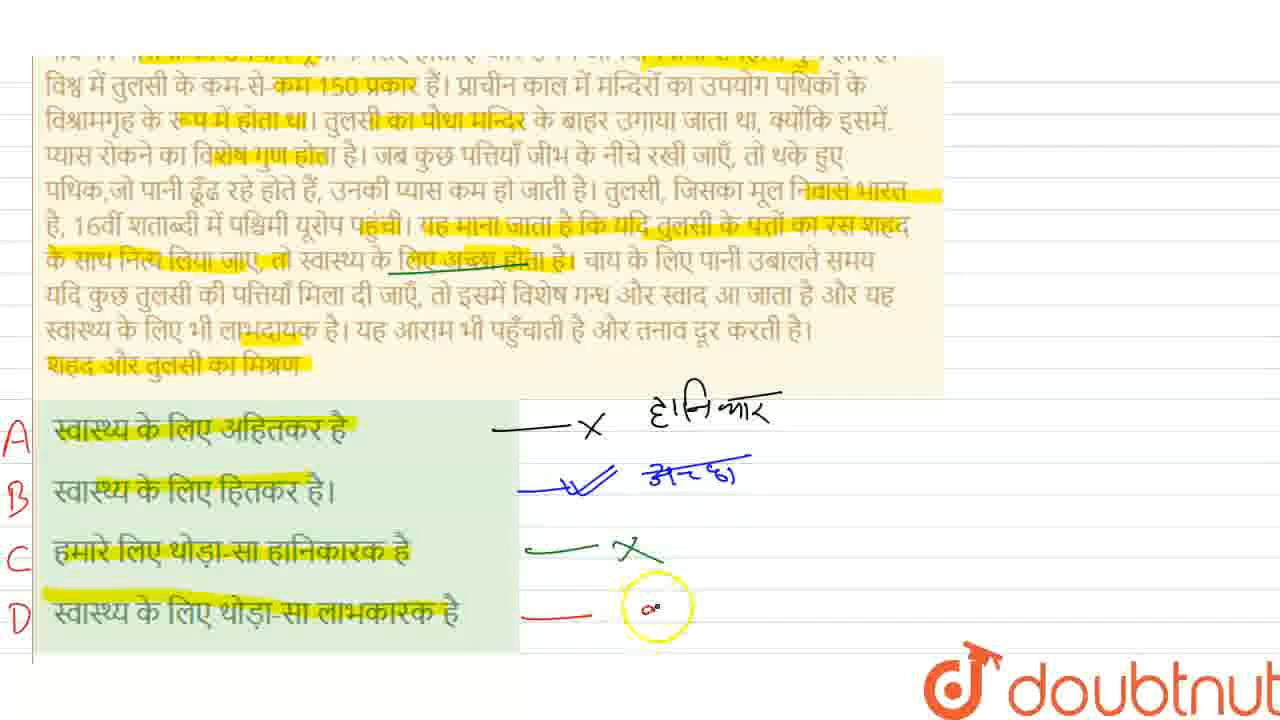 विश्व में तुलसी के कम-से-कम 150 प्रकार हैं। प्राचीन काल में मन्दिरों का उपयोग पथिकों के
विश्रामगृह के रूप में होता था। तुलसी का पोधा मन्दिर के बाहर उगाया जाता था, क्योंकि इसमें.
प्यास रोकने का विशेष गुण होता है। जब कुछ पत्तियाँ जीभ के नीचे रखी जाएँ, तो थके हुए
पथिक,जो पानी ढूँढ रहे होते हैं, उनकी प्यास कम हो जाती है। तुलसी, जिसका मूल निवास भारत
है, 16वीं शताब्दी में पश्चिमी यूरोप पहुंची। यह माना जाता है कि यदि तुलसी के पत्तों का रस शहद
के साथ नित्य लिया जाए, तो स्वास्थ्य के लिए अच्छा होता है। चाय के लिए पानी उबालते समय
यदि कुछ तुलसी की पत्तियाँ मिला दी जाएँ, तो इसमें विशेष गन्ध और स्वाद आ जाता है और यह
स्वास्थ्य के लिए भी लाभदायक है। यह आराम भी पहुँचाती है ओर तनाव दूर करती है।
शहद और तुलसी का मिश्रण
A स्वास्थ्य के लिए अहितकर है हानिकार
B स्वास्थ्य के लिए हितकर है। अच्छा
C हमारे लिए थोड़ा-सा हानिकारक है
D स्वास्थ्य के लिए थोड़ा-सा लाभकारक है
doubtnut